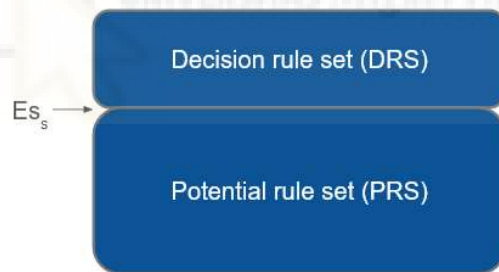 Decision rule set (DRS)
Es_s
Potential rule set (PRS)